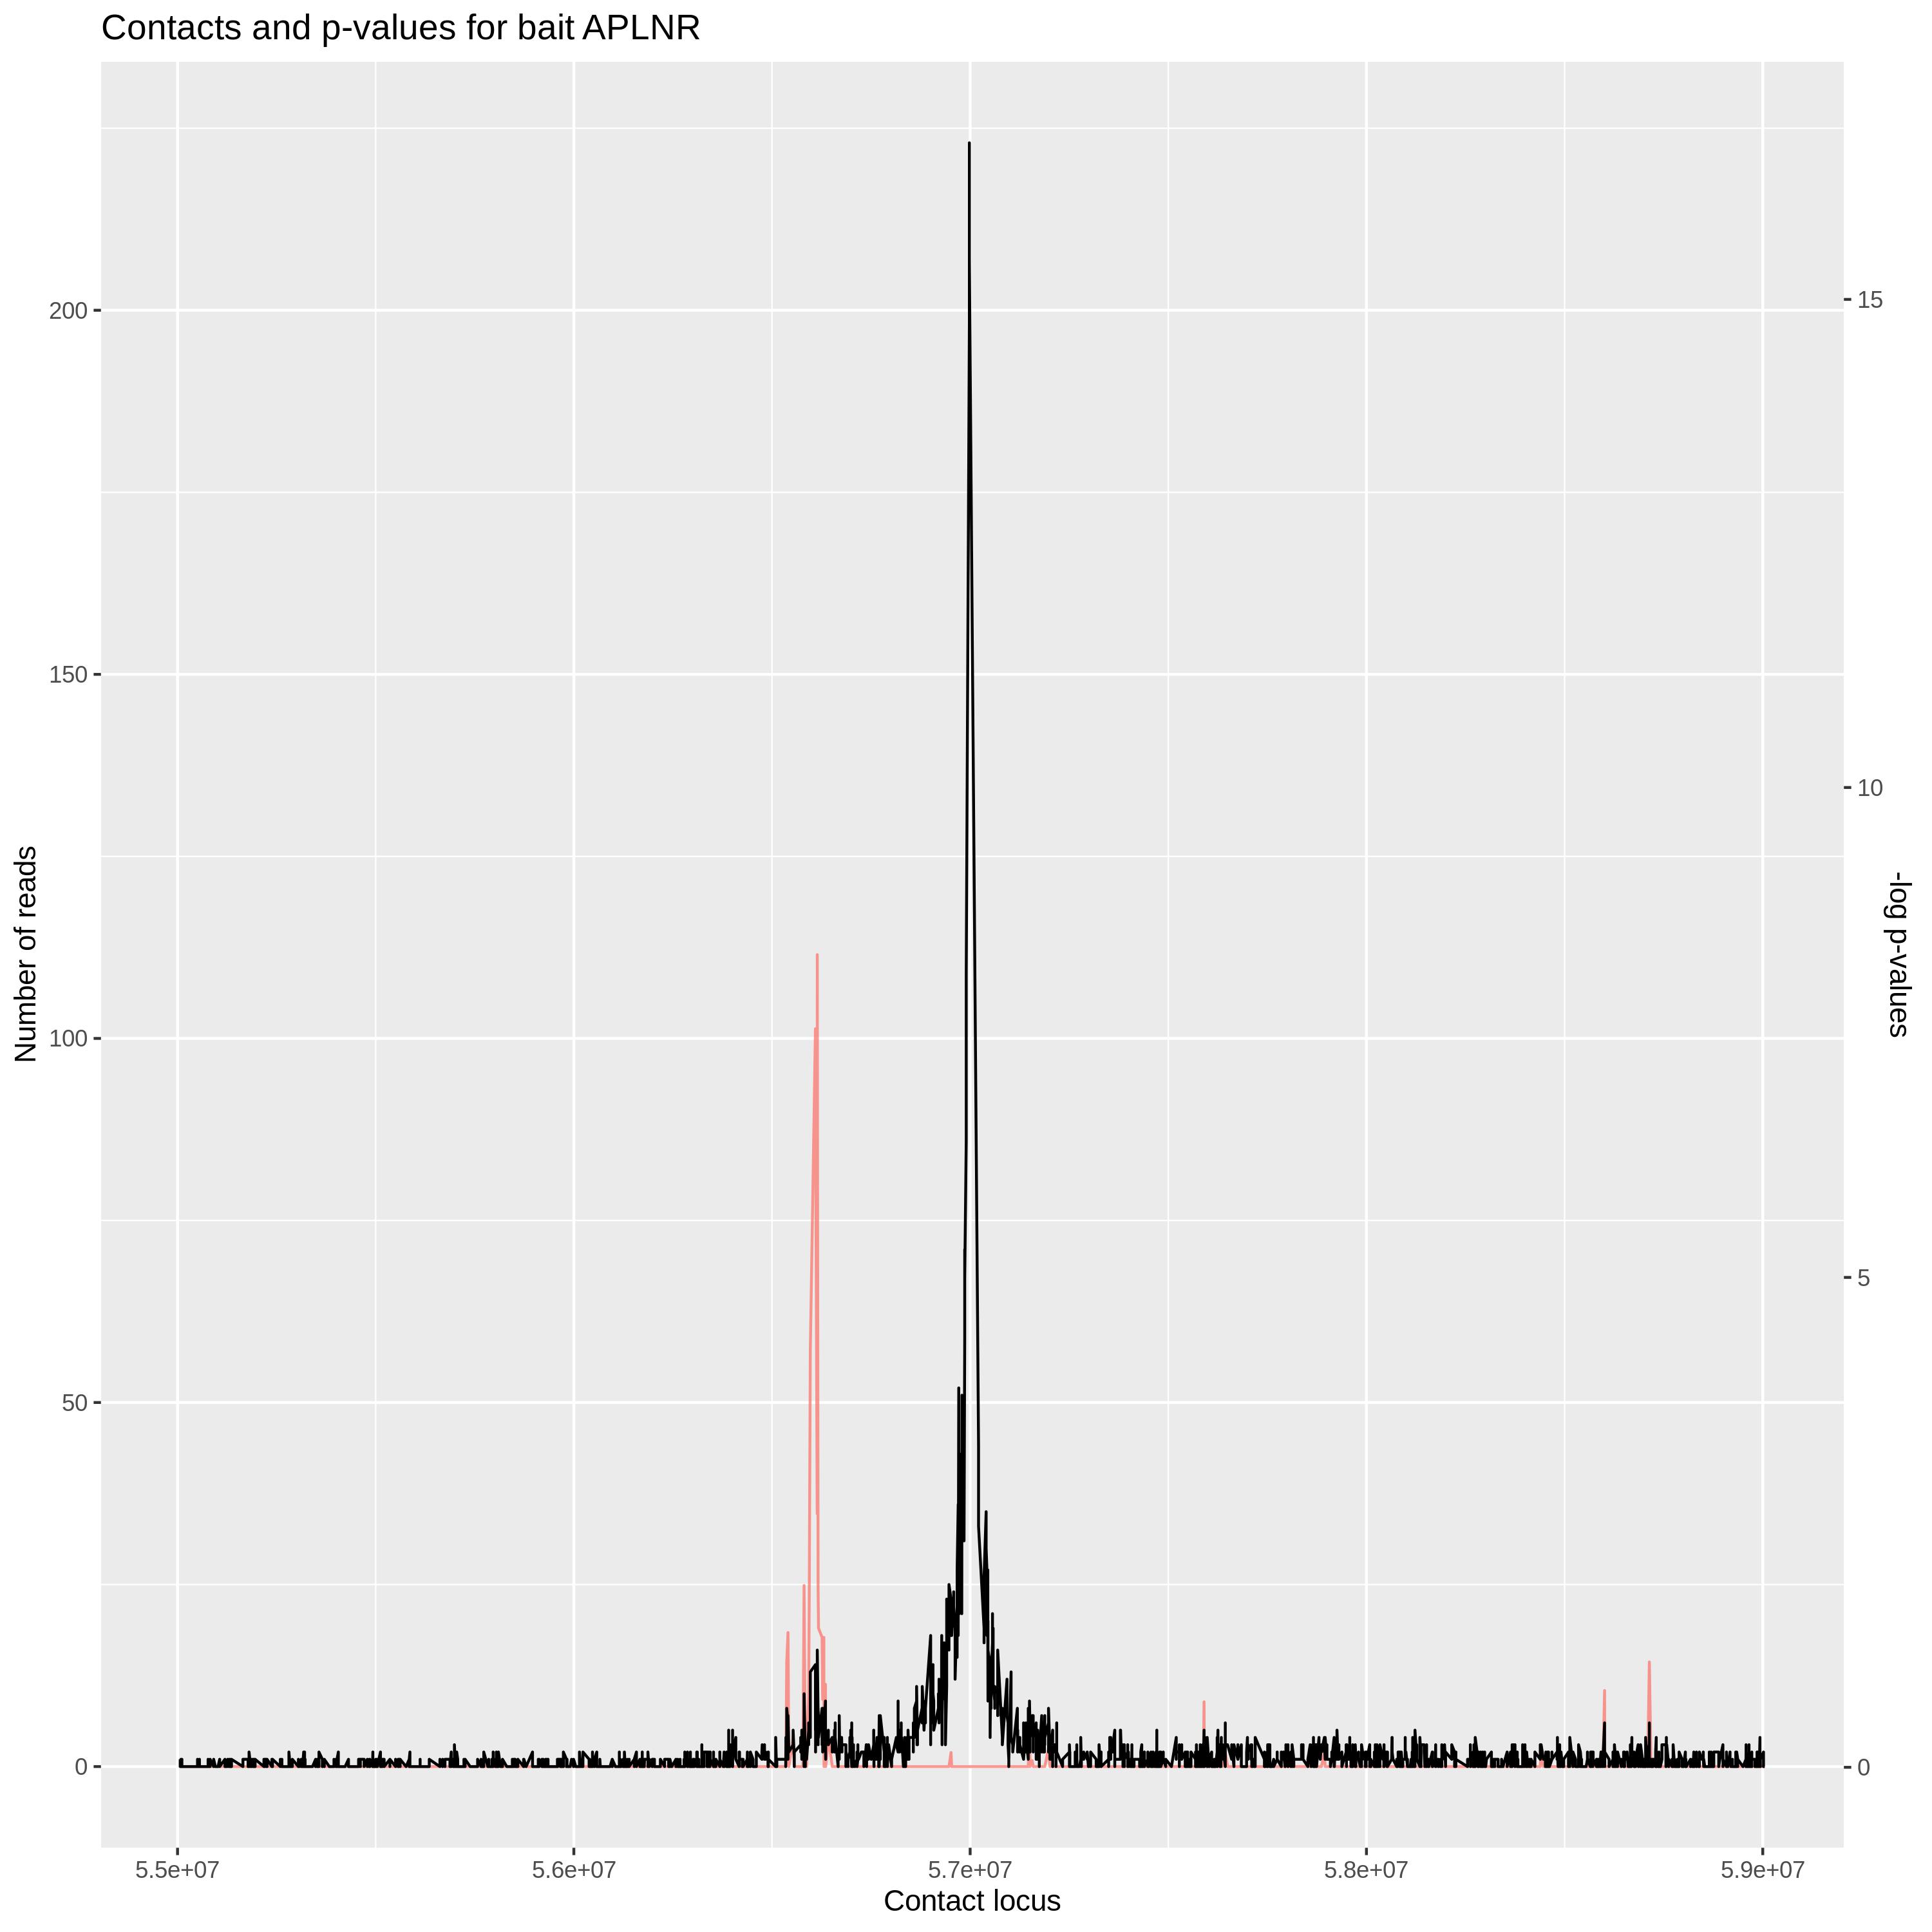 Contacts and p-values for bait APLNR
200
150
100
50
0
Number of reads
15
10
5
0
-log p-values
5.5e+07 5.6e+07 5.7e+07 5.8e+07 5.9e+07
Contact locus